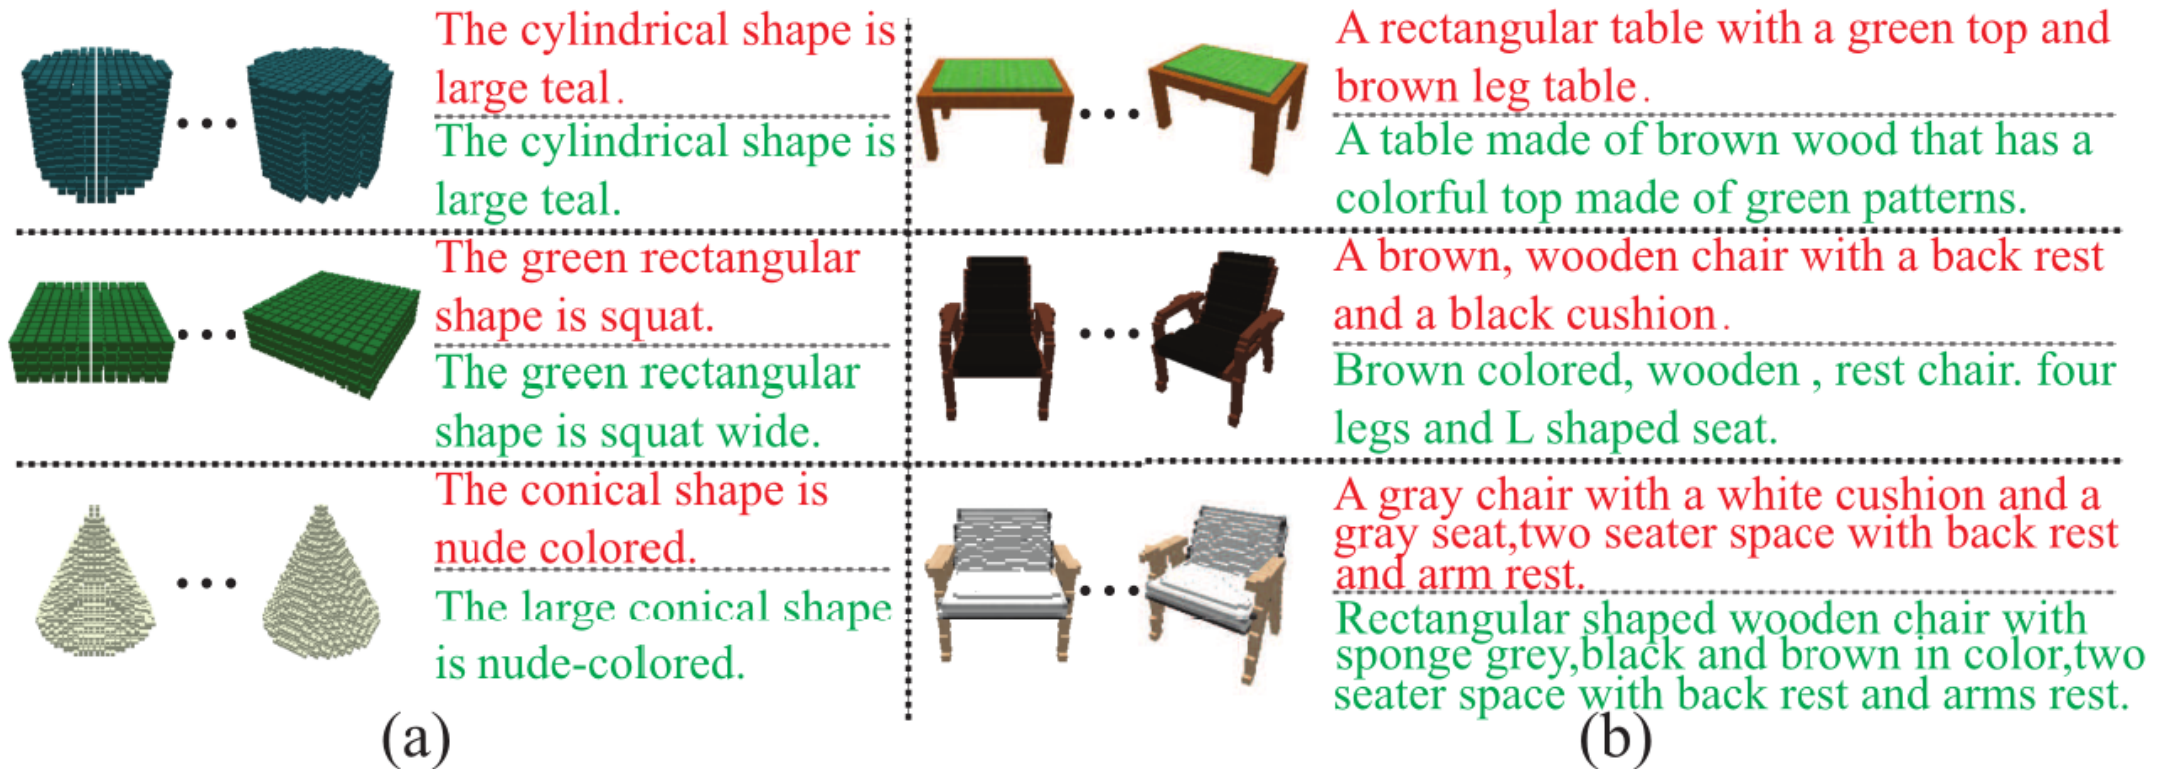 The cylindrical shape is
large teal.
The cylindrical shape is
large teal.
The green rectangular
shape is squat.
The green rectangular
shape is squat wide.
The conical shape is
nude colored.
The large conical shape
is nude-colored.
(a)
A rectangular table with a green top and
brown leg table.
A table made of brown wood that has a
colorful top made of green patterns.
A brown, wooden chair with a back rest
and a black cushion.
Brown colored, wooden , rest chair. four
legs and L shaped seat.
A gray chair with a white cushion and a
gray seat,two seater space with back rest
and arm rest.
Rectangular shaped wooden chair with
sponge grey,black and brown in color,two
seater space with back rest and arms rest.
(b)